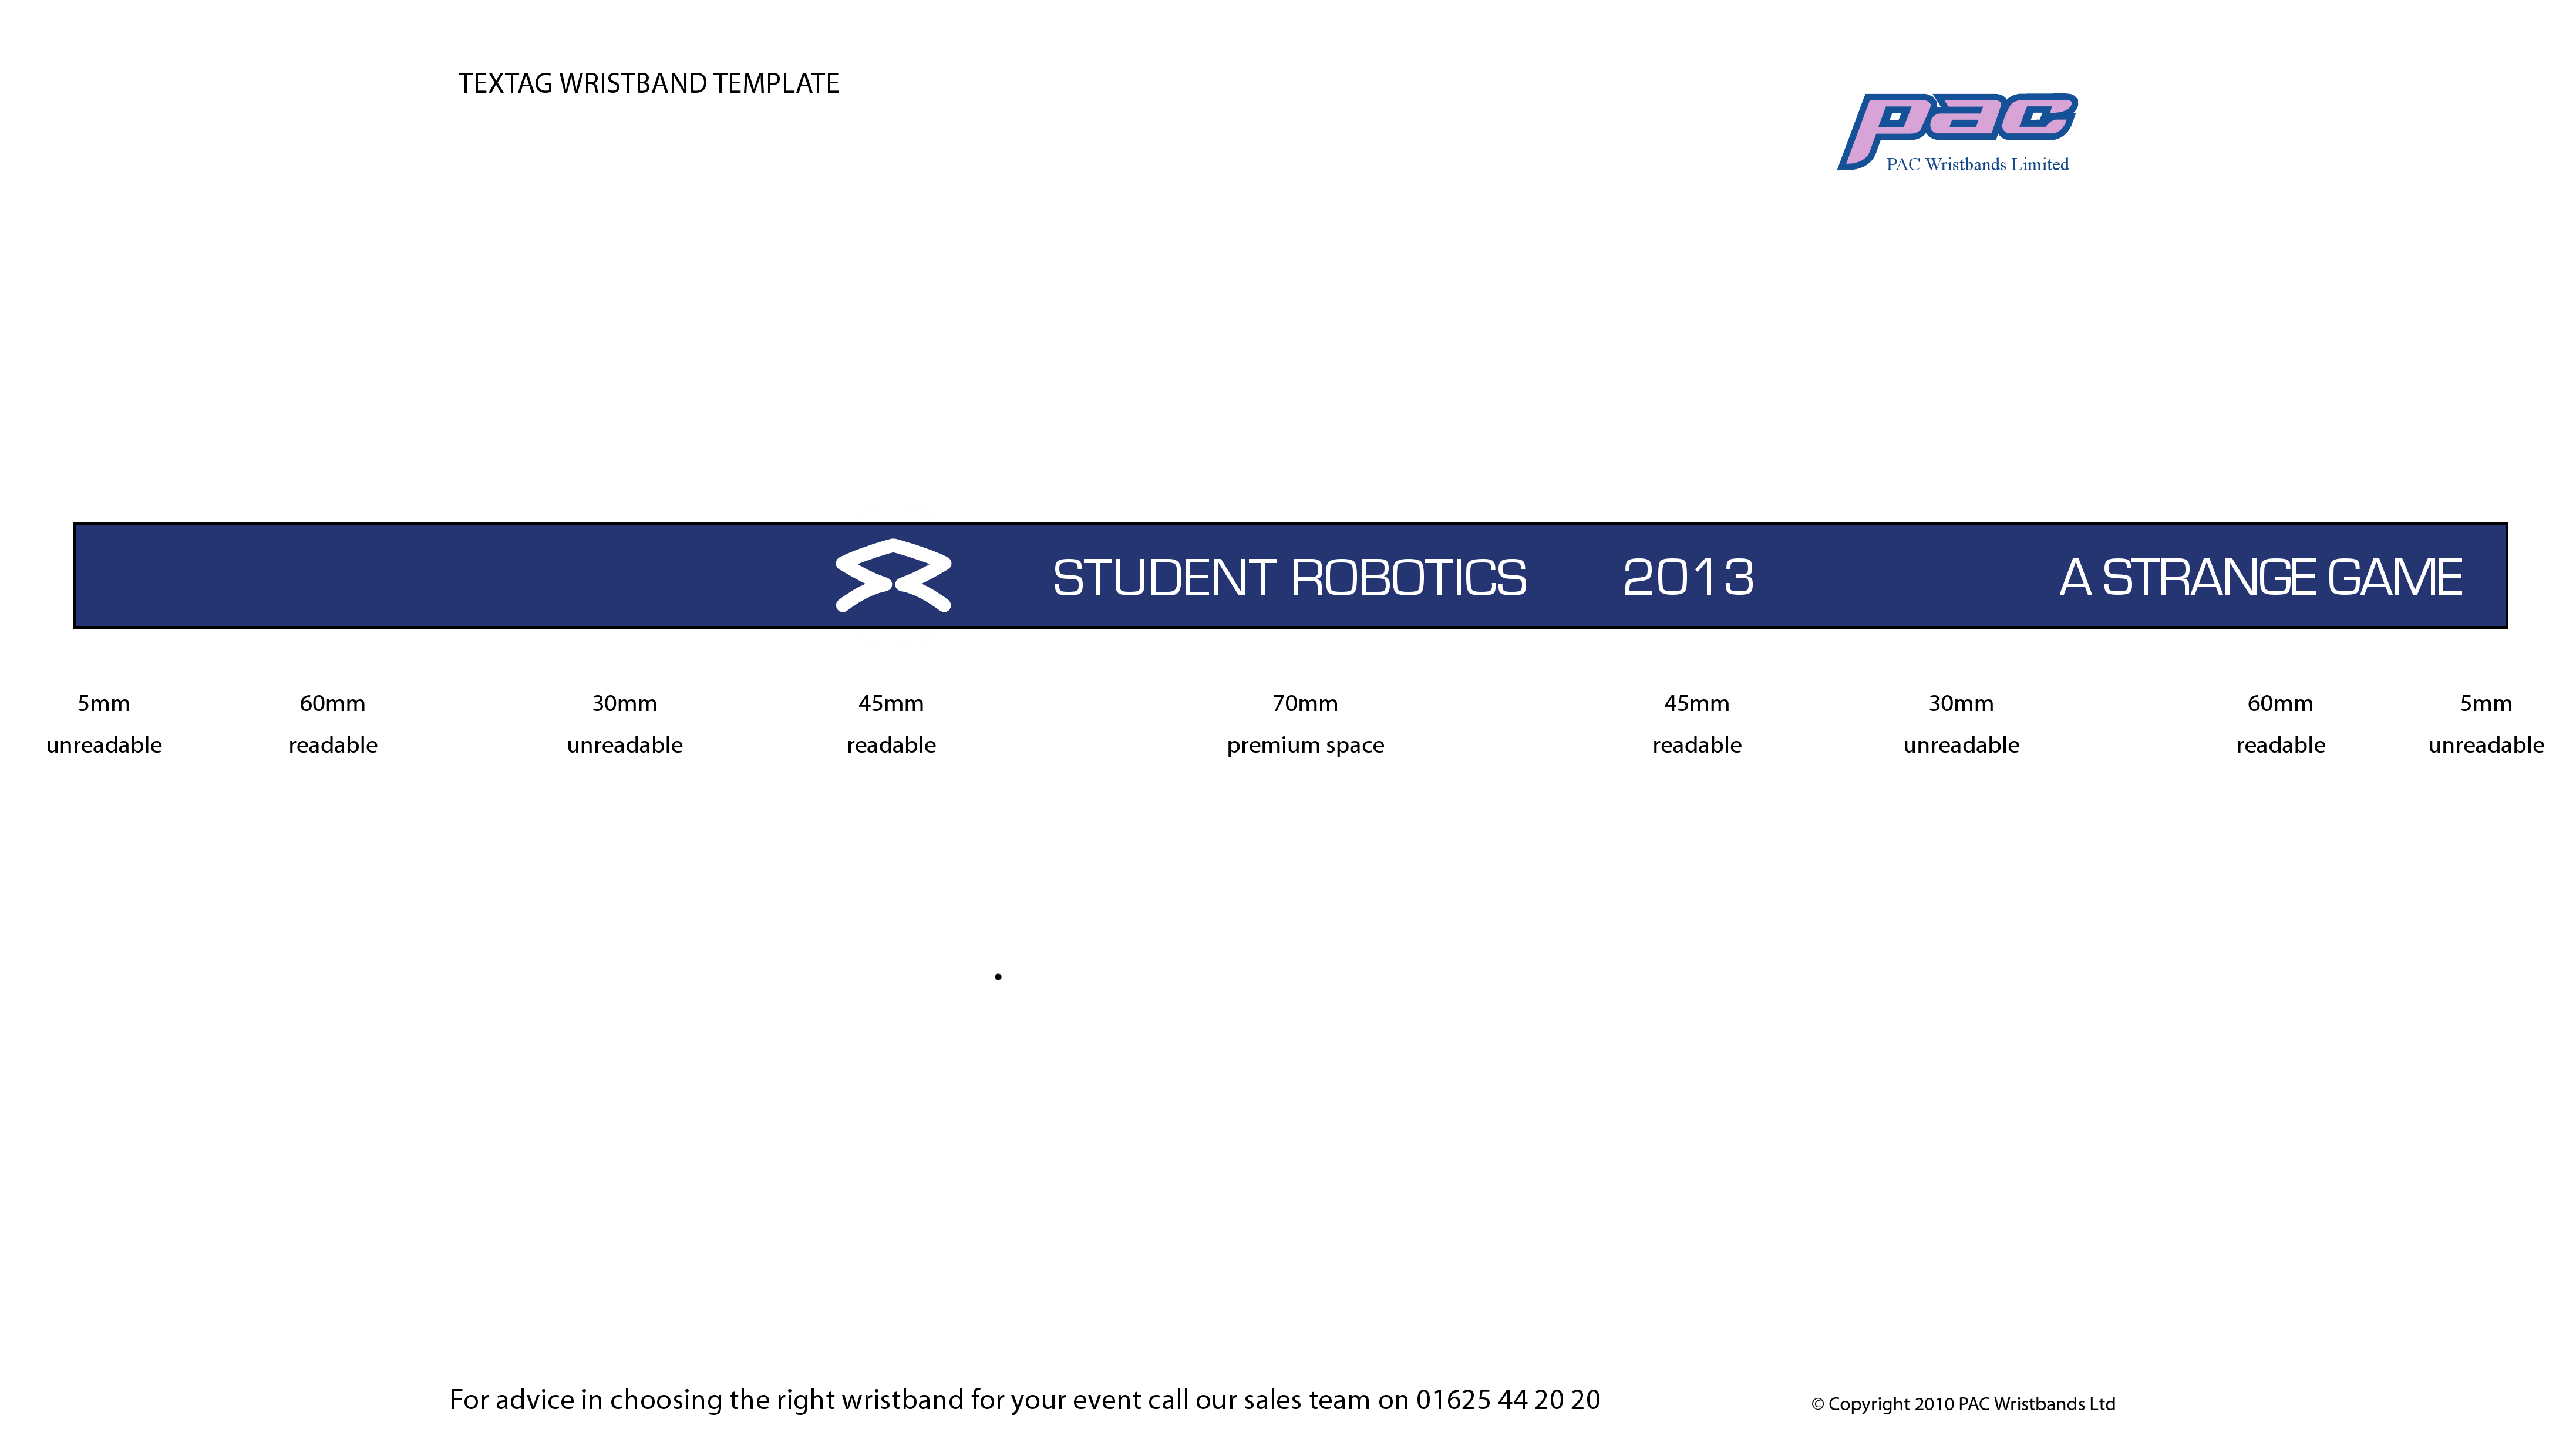 TEXTAG WRISTBAND TEMPLATE
pac
PAC Wristbands Limited
STUDENT ROBOTICS 2013 A STRANGE GAME
5mm 60mm 30mm 45mm 70mm 45mm 30mm 60mm 5mm
unreadable readable unreadable readable premium space readable unreadable readable unreadable
For advice in choosing the right wristband for your event call our sales team on 01625 44 20 20
© Copyright 2010 PAC Wristbands Ltd